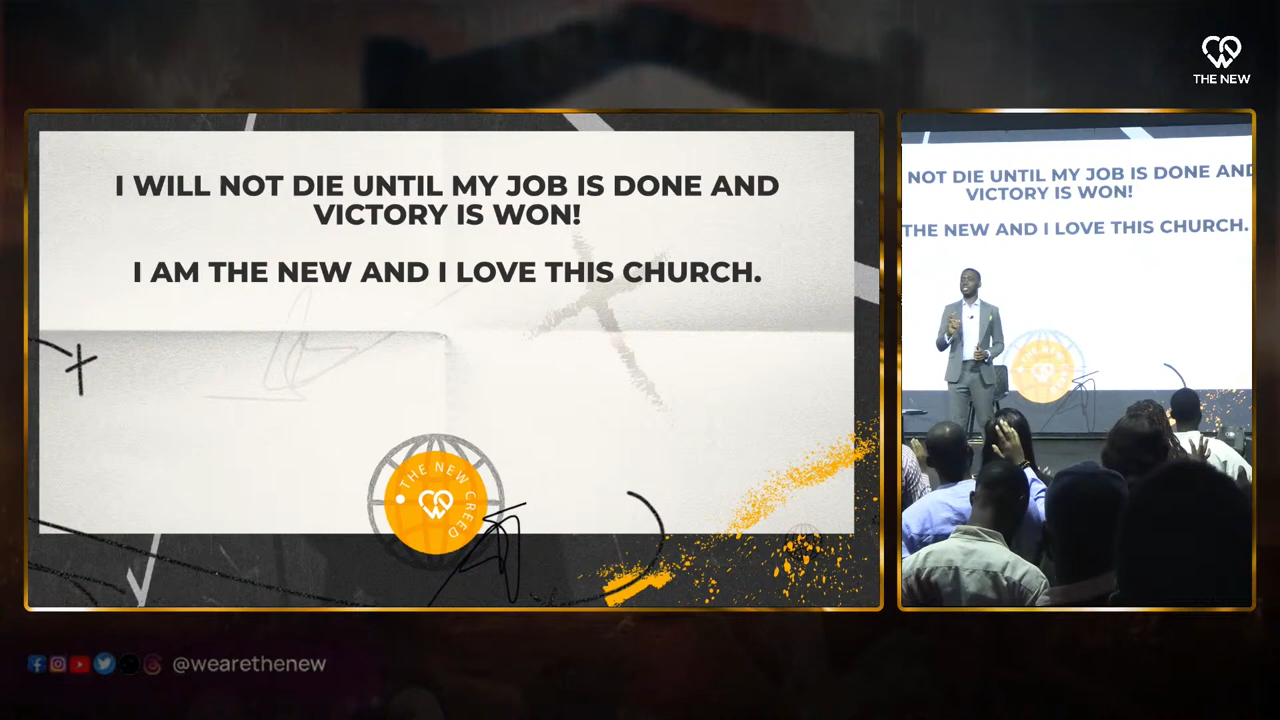 THE NEW
I WILL NOT DIE UNTIL MY JOB IS DONE AND
VICTORY IS WON!
I AM THE NEW AND I LOVE THIS CHURCH.
THE NEW CREED
NOT DIE UNTIL MY JOB IS DONE AND
VICTORY IS WON!
THE NEW AND I LOVE THIS CHURCH.
THE NEW
@wearethenew